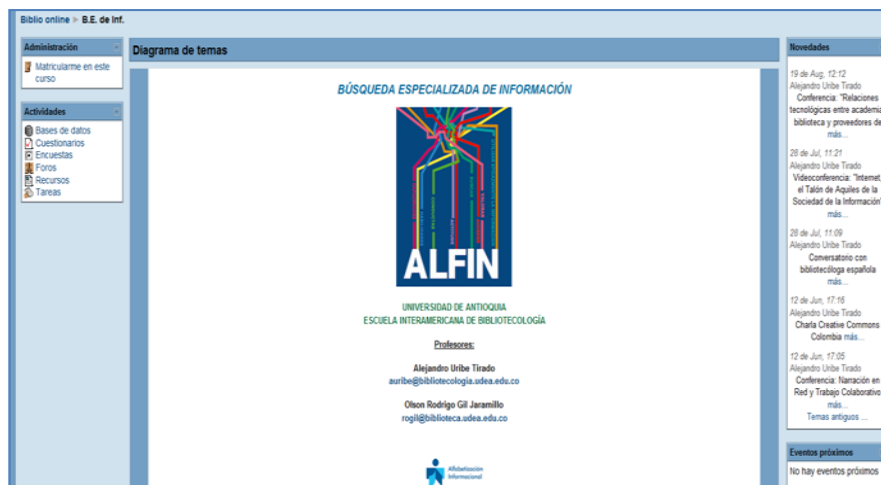 Biblio online ► B.E. de Inf.
Administración
Matricularme en este
curso
Actividades
Bases de datos
Cuestionarios
Encuestas
Foros
Recursos
Tareas
Diagrama de temas
BÚSQUEDA ESPECIALIZADA DE INFORMACIÓN
ALFIN
UNIVERSIDAD DE ANTIOQUIA
ESCUELA INTERAMERICANA DE BIBLIOTECOLOGÍA
Profesores:
Alejandro Uribe Tirado
auribe@bibliotecologia.udea.edu.co
Olson Rodrigo Gil Jaramillo
rogil@biblioteca.udea.edu.co
Alfabetización
Informacional
Novedades
19 de Aug, 12:12
Alejandro Uribe Tirado
Conferencia: "Relaciones
tecnológicas entre academia
biblioteca y proveedores de
más...
28 de Jul, 11:21
Alejandro Uribe Tirado
Videoconferencia: "Internet,
el Talón de Aquiles de la
Sociedad de la Información"
más...
28 de Jul, 11:09
Alejandro Uribe Tirado
Conversatorio con
bibliotecóloga española
más...
12 de Jun, 17:16
Alejandro Uribe Tirado
Charla Creative Commons
Colombia más...
12 de Jun, 17:05
Alejandro Uribe Tirado
Conferencia: Narración en
Red y Trabajo Colaborativo
más...
Temas antiguos ...
Eventos próximos
No hay eventos próximos